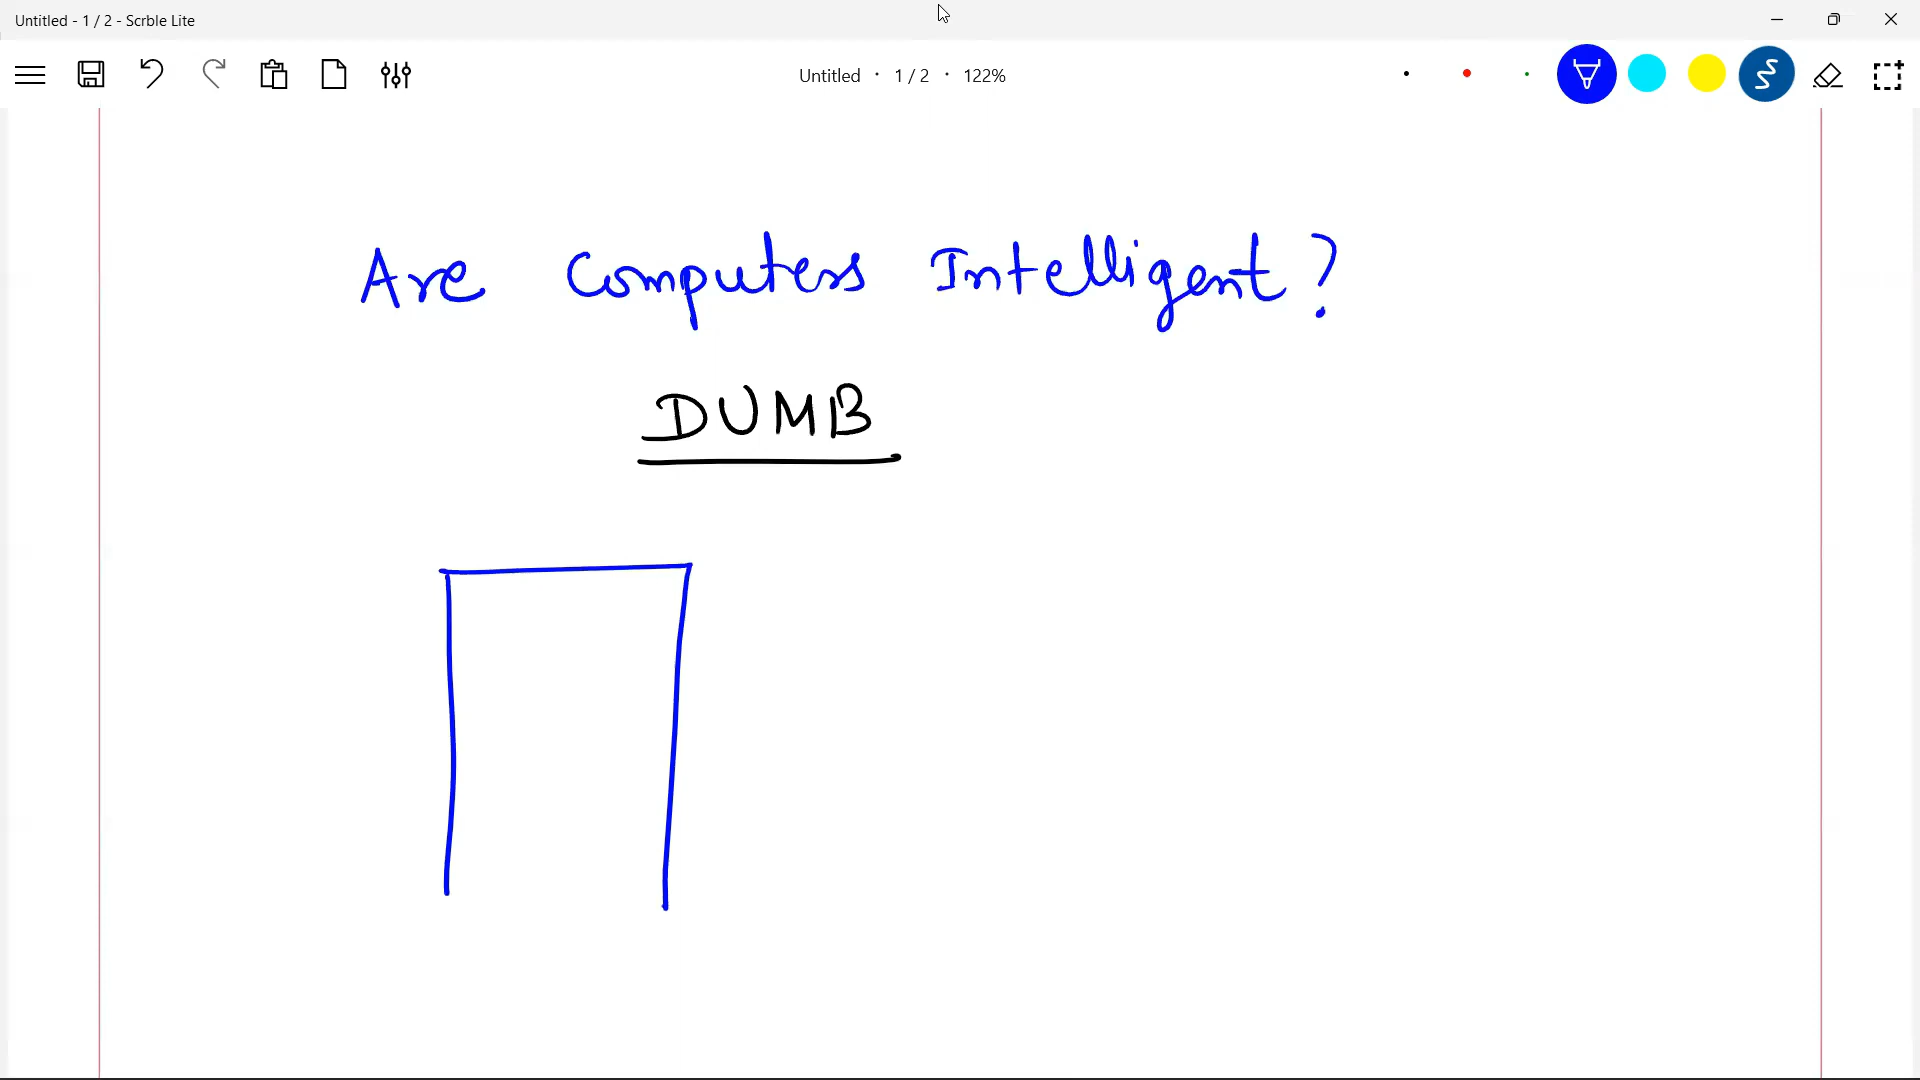 Untitled - 1 / 2 - Scrble Lite
Untitled · 1 / 2 · 122%
Are Computers Intelligent?
DUMB